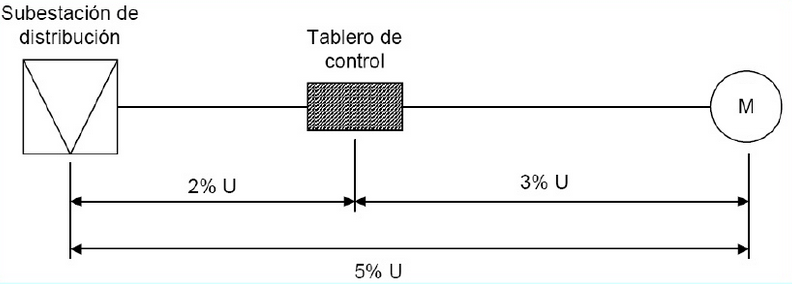 Subestación de
distribución
Tablero de
control
M
2% U
3% U
5% U